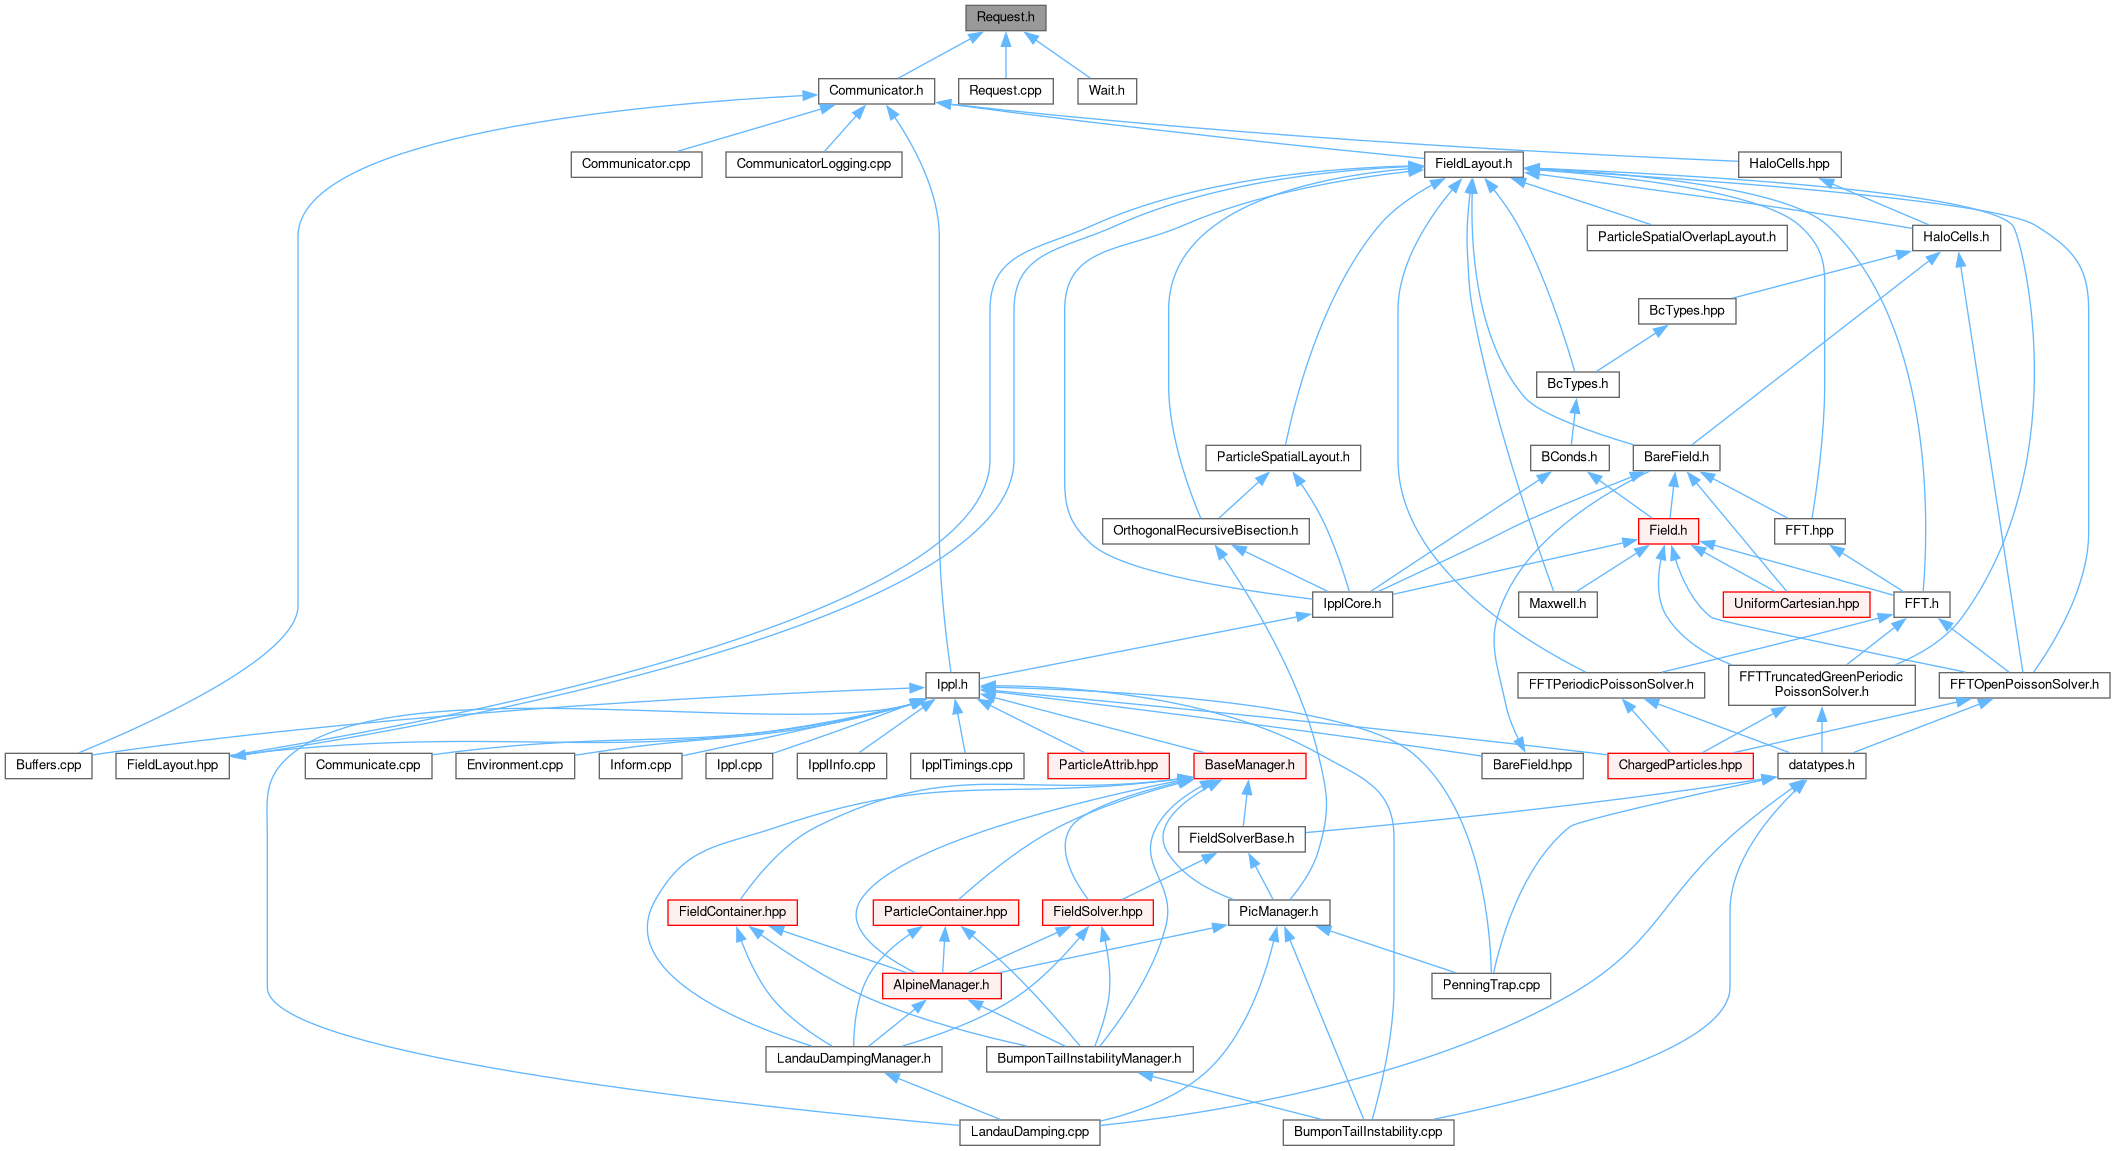 Request.h
Communicator.h
Request.cpp
Wait.h
Communicator.cpp
CommunicatorLogging.cpp
FieldLayout.h
HaloCells.hpp
ParticleSpatialOverlapLayout.h
HaloCells.h
BcTypes.hpp
BcTypes.h
ParticleSpatialLayout.h
BConds.h
BareField.h
OrthogonalRecursiveBisection.h
Field.h
FFT.hpp
IpplCore.h
Maxwell.h
UniformCartesian.hpp
FFT.h
Ippl.h
FFTPeriodicPoissonSolver.h
FFTTruncatedGreenPeriodic
PoissonSolver.h
FFTOpenPoissonSolver.h
Buffers.cpp
FieldLayout.hpp
Communicate.cpp
Environment.cpp
Inform.cpp
Ippl.cpp
IpplInfo.cpp
IpplTimings.cpp
ParticleAttrib.hpp
BaseManager.h
BareField.hpp
ChargedParticles.hpp
datatypes.h
FieldSolverBase.h
FieldContainer.hpp
ParticleContainer.hpp
FieldSolver.hpp
PicManager.h
AlpineManager.h
PenningTrap.cpp
LandauDampingManager.h
BumponTailInstabilityManager.h
LandauDamping.cpp
BumponTailInstability.cpp